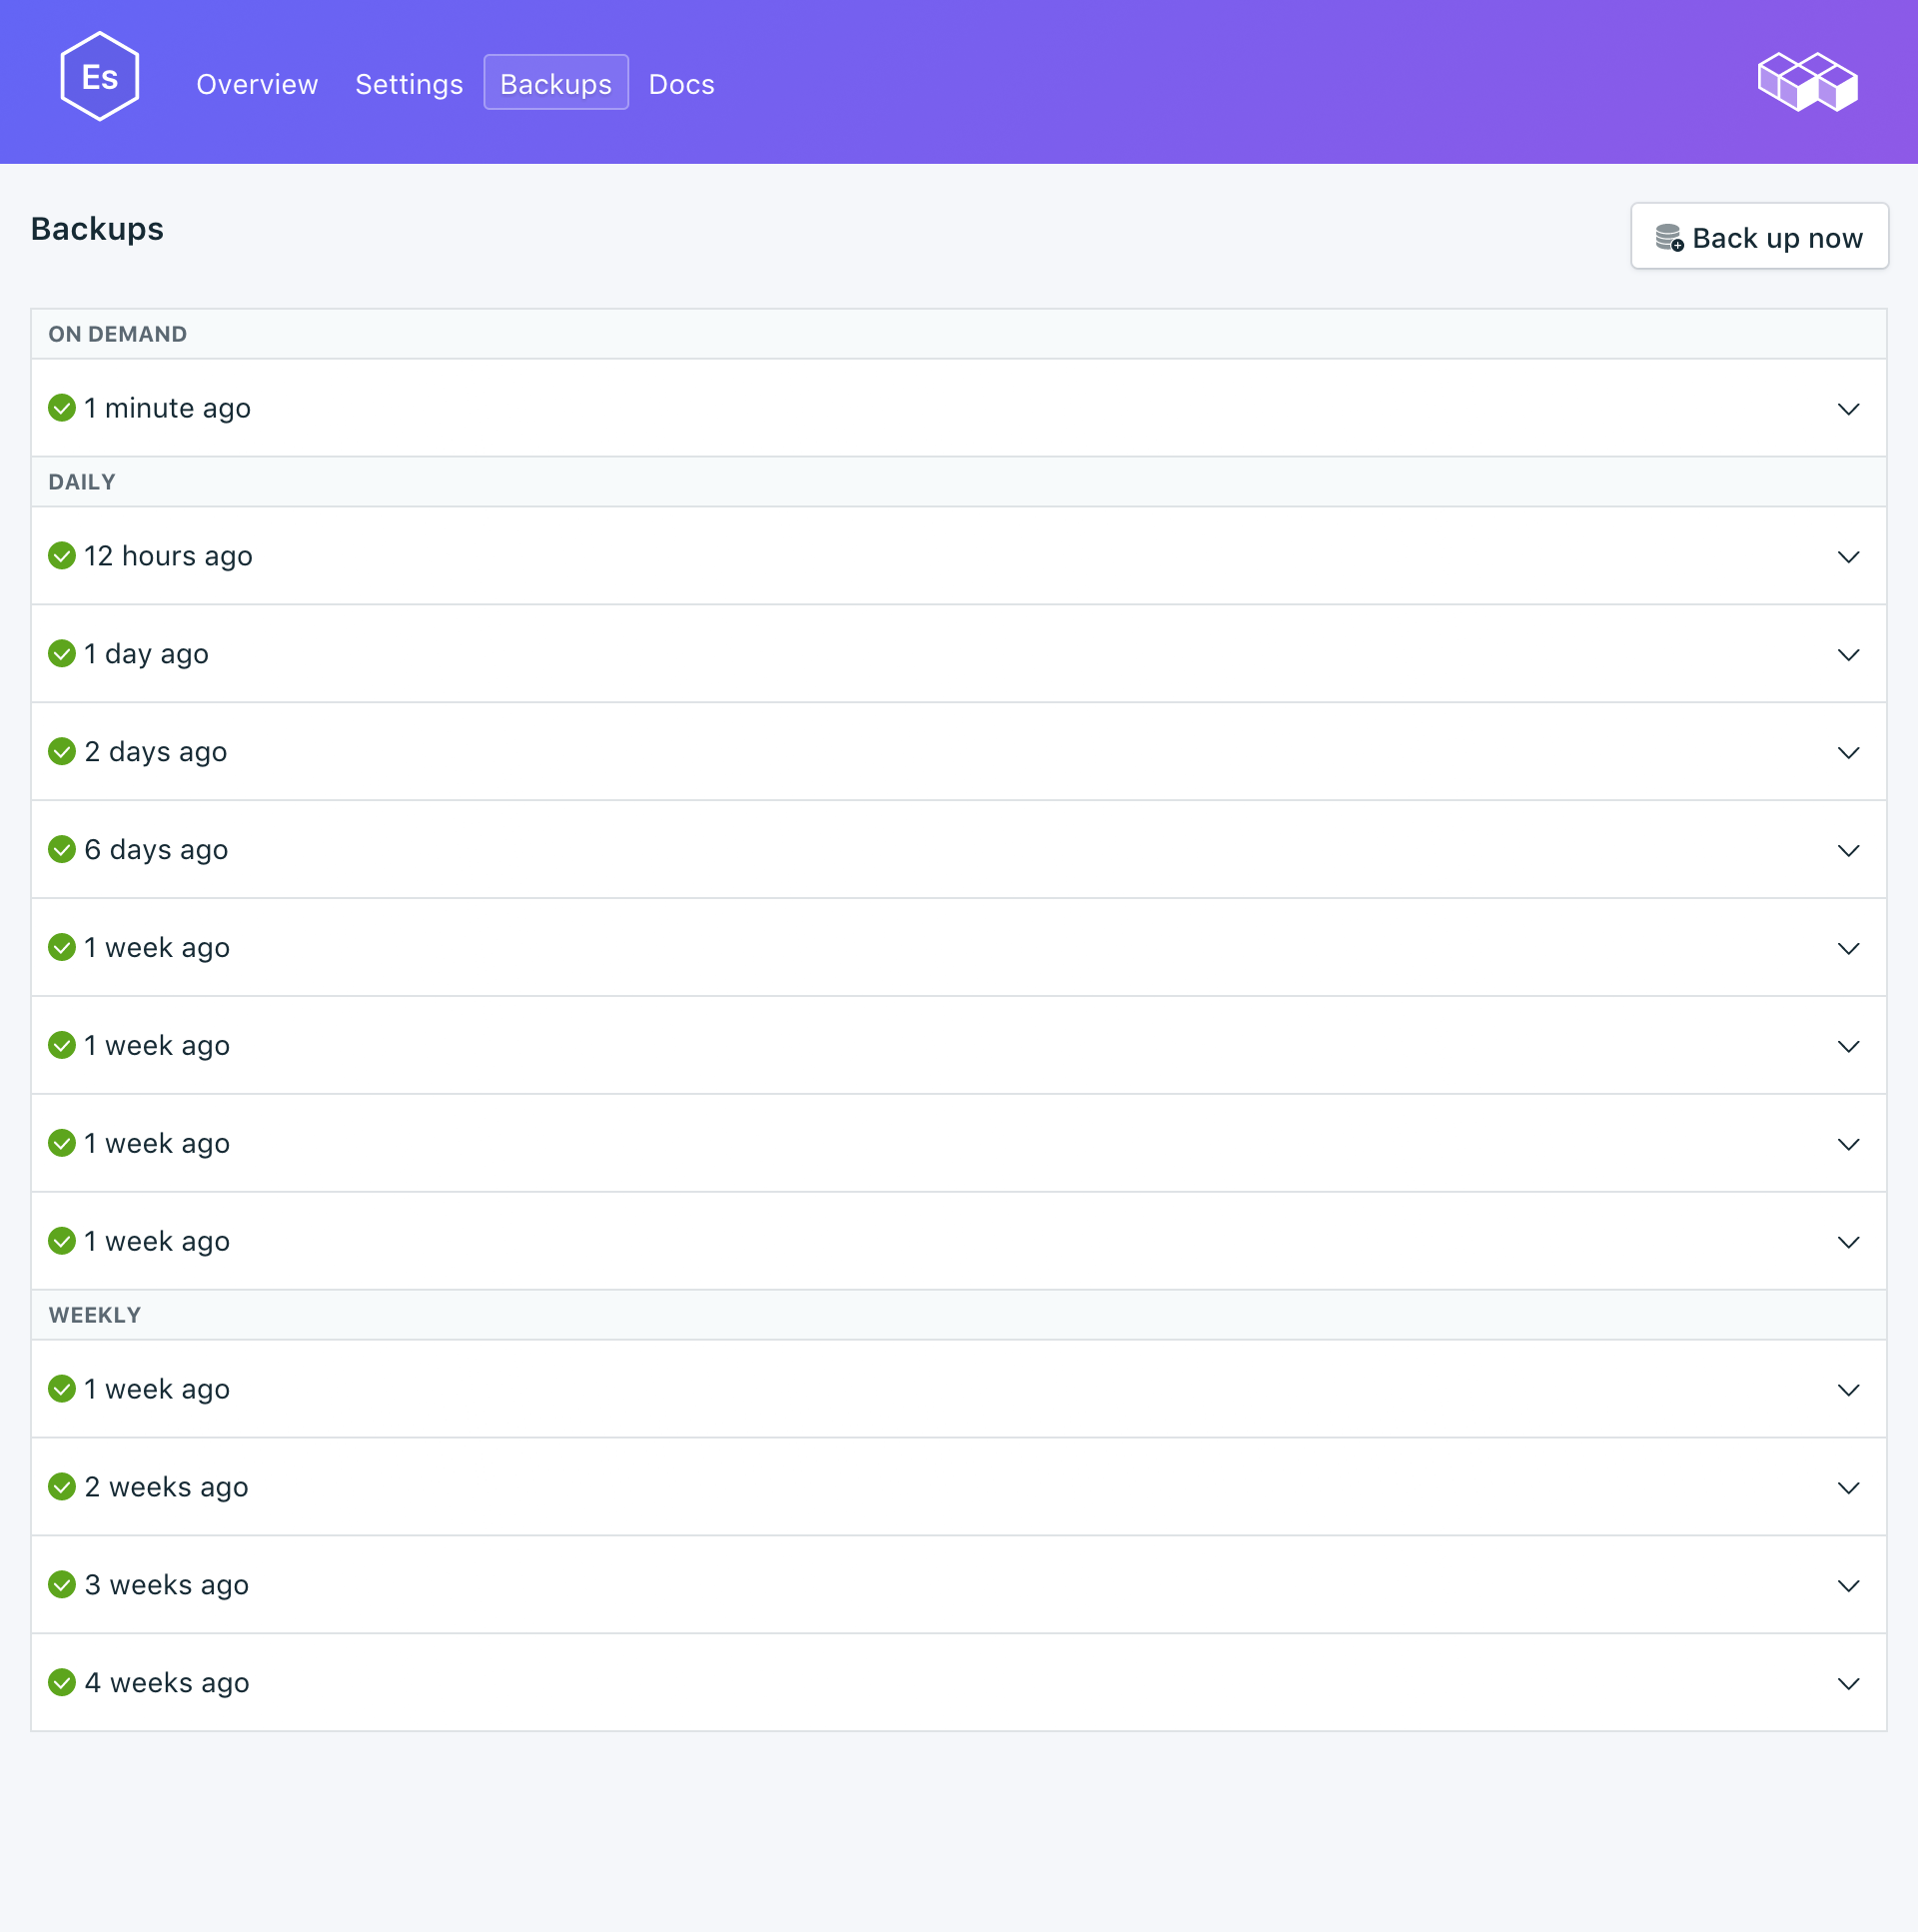 Es
Overview Settings Backups Docs
Backups
Back up now
ON DEMAND
1 minute ago
DAILY
12 hours ago
1 day ago
2 days ago
6 days ago
1 week ago
1 week ago
1 week ago
1 week ago
WEEKLY
1 week ago
2 weeks ago
3 weeks ago
4 weeks ago